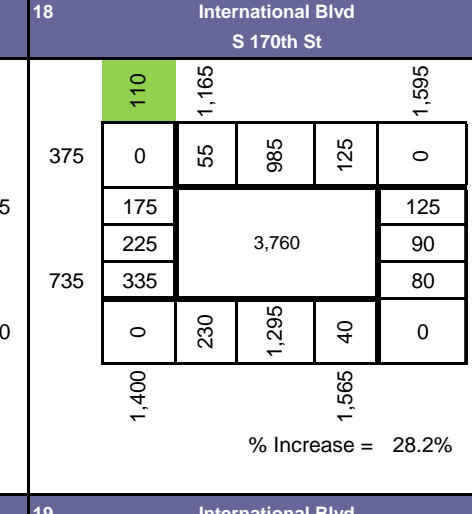 18 International Blvd
S 170th St
110 1,165 1,595
375 0 55 985 125 0
5 175 3,760 125
225 90
735 335 80
0 0 230 1,295 40 0
1,400 1,565
% Increase = 28.2%
19 International Blvd